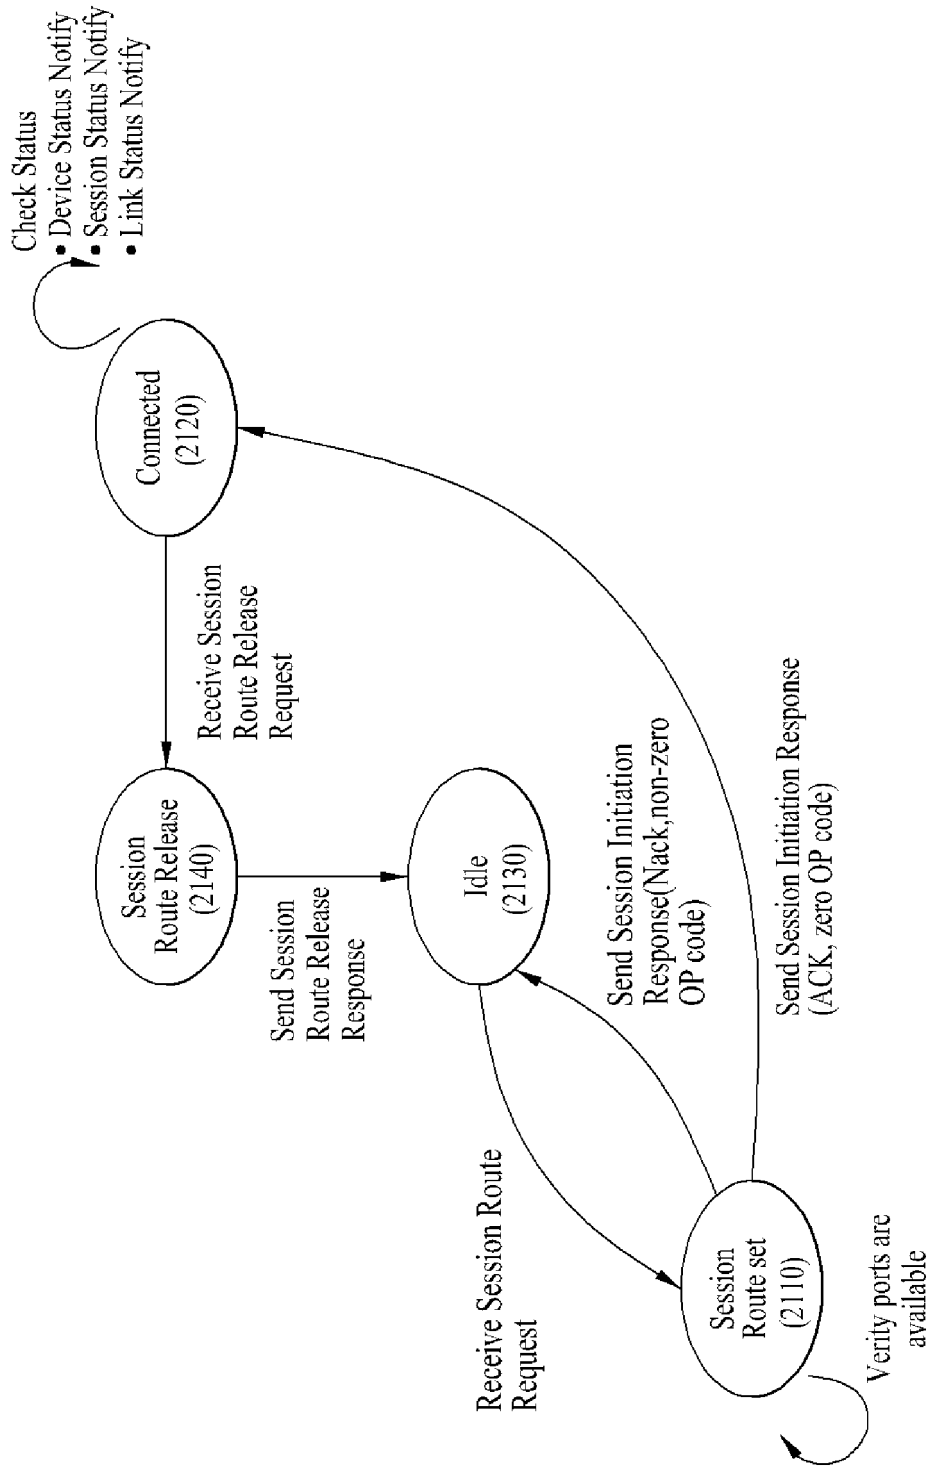 Check Status
• Device Status Notify
• Session Status Notify
• Link Status Notify
Connected
(2120)
Receive Session
Route Release
Request
Session
Route Release
(2140)
Send Session
Route Release
Response
Idle
(2130)
Send Session Initiation
Response(Nack,non-zero
OP code)
Send Session Initiation Response
(ACK, zero OP code)
Receive Session Route
Request
Session
Route set
(2110)
Verity ports are
available